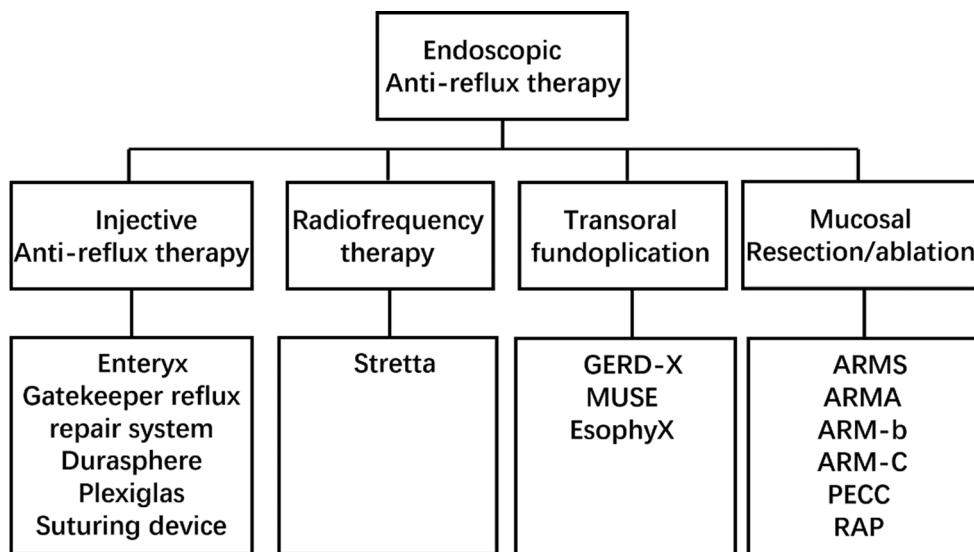 Endoscopic
Anti-reflux therapy
Injective
Anti-reflux therapy
Radiofrequency
therapy
Transoral
fundoplication
Mucosal
Resection/ablation
Enteryx
Gatekeeper reflux
repair system
Durasphere
Plexiglas
Suturing device
Stretta
GERD-X
MUSE
EsophyX
ARMS
ARMA
ARM-b
ARM-C
PECC
RAP